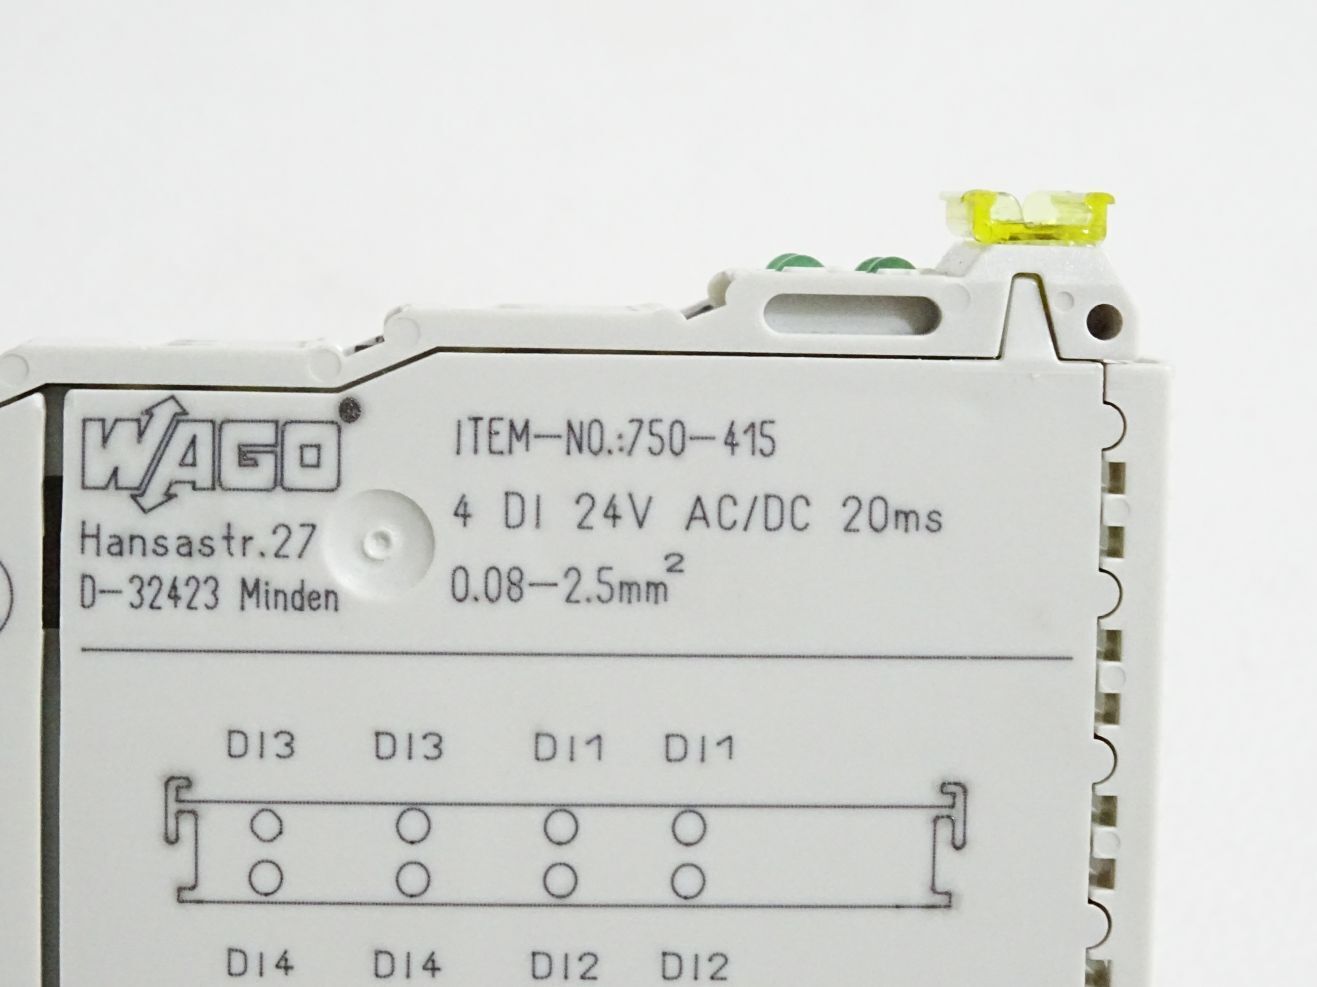 WAGO
Hansastr.27
D-32423 Minden
ITEM-NO.:750-415
4 DI 24V AC/DC 20ms
0.08-2.5mm²
DI3 DI3 DI1 DI1
DI4 DI4 DI2 DI2